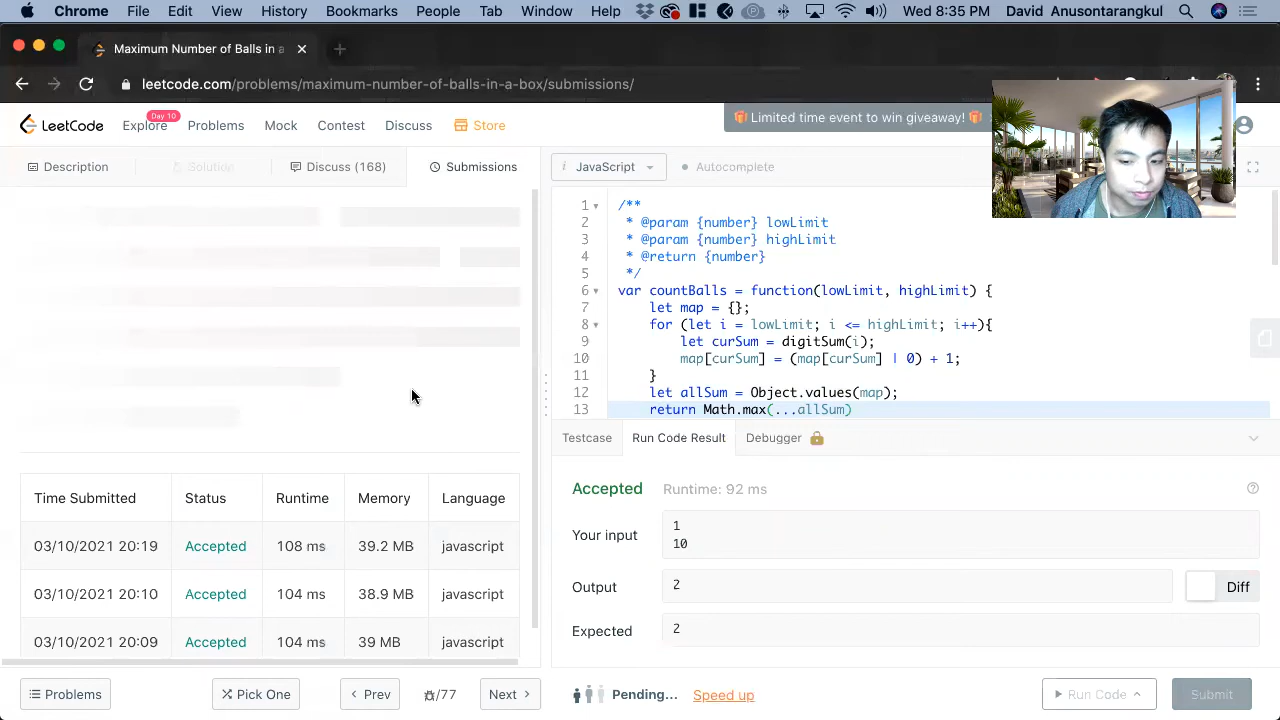 Chrome File Edit View History Bookmarks People Tab Window Help Wed 8:35 PM David Anusontarangkul
Maximum Number of Balls in a
leetcode.com/problems/maximum-number-of-balls-in-a-box/submissions/
LeetCode Explore Day 10 Problems Mock Contest Discuss Store Limited time event to win giveaway!
Description Solution Discuss (168) Submissions
i JavaScript Autocomplete
1 /**
2 * @param {number} lowLimit
3 * @param {number} highLimit
4 * @return {number}
5 */
6 var countBalls = function(lowLimit, highLimit) {
7 let map = {};
8 for (let i = lowLimit; i <= highLimit; i++){
9 let curSum = digitSum(i);
10 map[curSum] = (map[curSum] | 0) + 1;
11 }
12 let allSum = Object.values(map);
13 return Math.max(...allSum)
Testcase Run Code Result Debugger
Accepted Runtime: 92 ms
Your input
1
10
Output 2 Diff
Expected 2
Time Submitted Status Runtime Memory Language
03/10/2021 20:19 Accepted 108 ms 39.2 MB javascript
03/10/2021 20:10 Accepted 104 ms 38.9 MB javascript
03/10/2021 20:09 Accepted 104 ms 39 MB javascript
Problems Pick One Prev /77 Next Pending... Speed up Run Code Submit